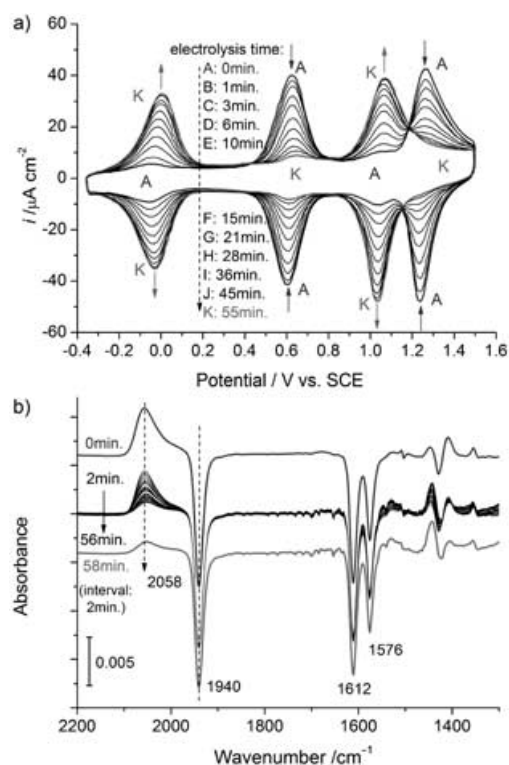 a)
60
40
20
0
-20
-40
-60
i /μA cm⁻²
electrolysis time:
A: 0min.
B: 1min.
C: 3min.
D: 6min.
E: 10min.
F: 15min.
G: 21min.
H: 28min.
I: 36min.
J: 45min.
K: 55min.
K
A
K
A
A
K
A
K
K
A
K
A
-0.4 -0.2 0.0 0.2 0.4 0.6 0.8 1.0 1.2 1.4 1.6
Potential / V vs. SCE
b)
Absorbance
0min.
2min.
56min.
58min.
(interval:
2min.)
2058
1940
1612
1576
0.005
2200 2000 1800 1600 1400
Wavenumber /cm⁻¹